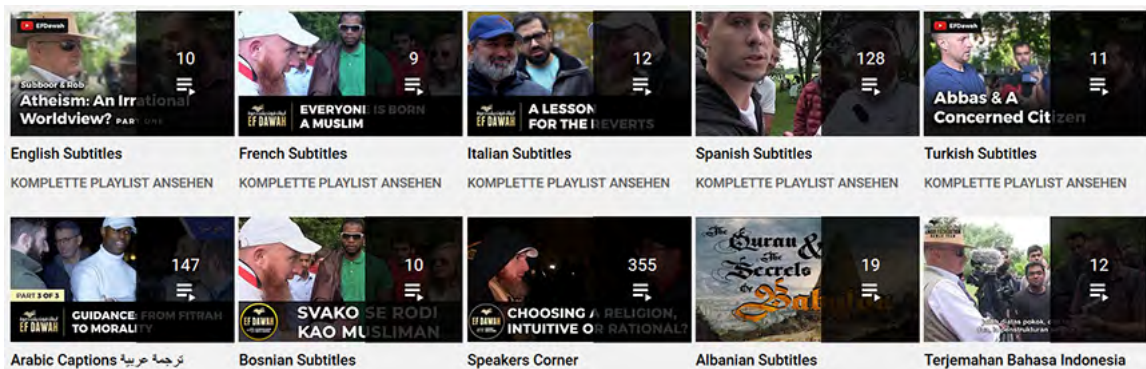 EFDawah
10
Subboor & Rob
Atheism: An Irrational
Worldview? PART ONE
9
EF DAWAH
EVERYONE IS BORN
A MUSLIM
12
EF DAWAH
A LESSON
FOR THE REVERTS
128
EFDawah
11
Abbas & A
Concerned Citizen
English Subtitles
French Subtitles
Italian Subtitles
Spanish Subtitles
Turkish Subtitles
KOMPLETTE PLAYLIST ANSEHEN
KOMPLETTE PLAYLIST ANSEHEN
KOMPLETTE PLAYLIST ANSEHEN
KOMPLETTE PLAYLIST ANSEHEN
KOMPLETTE PLAYLIST ANSEHEN
147
PART 3 OF 3
EF DAWAH
GUIDANCE: FROM FITRAH
TO MORALITY
10
EF DAWAH
SVAKO SE RODI
KAO MUSLIMAN
355
EF DAWAH
CHOOSING A RELIGION,
INTUITIVE OR RATIONAL?
19
The Quran &
The
Secrets
of
Babylon
12
diatas pokok,
Arabic Captions ترجمة عربية
Bosnian Subtitles
Speakers Corner
Albanian Subtitles
Terjemahan Bahasa Indonesia